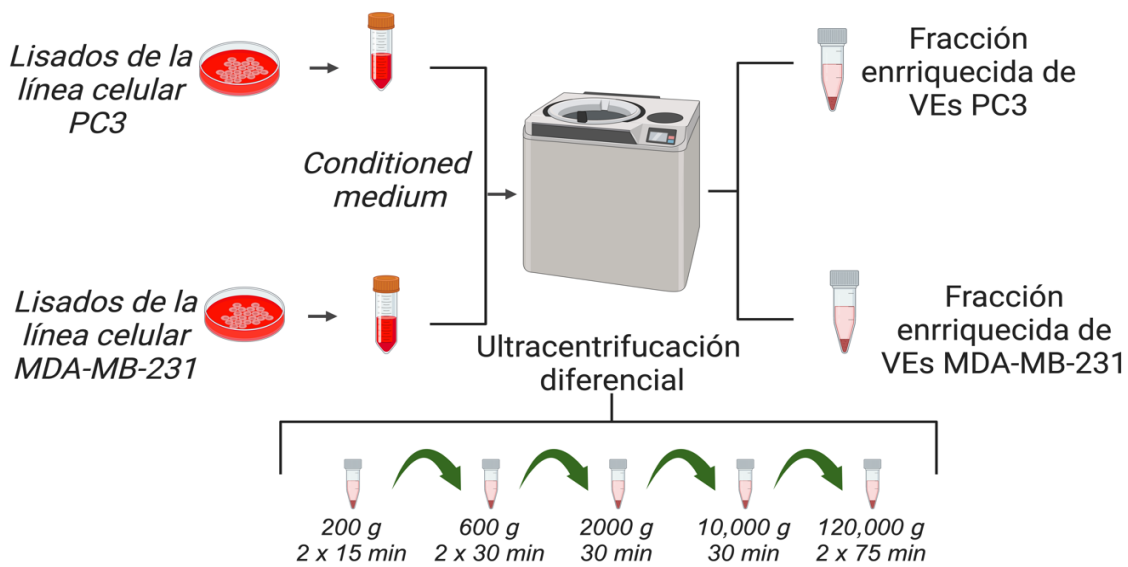 Lisados de la
línea celular
PC3
Conditioned
medium
Fracción
enrriquecida de
VEs PC3
Lisados de la
línea celular
MDA-MB-231
Fracción
enrriquecida de
VEs MDA-MB-231
Ultracentrifucación
diferencial
200 g
2 x 15 min
600 g
2 x 30 min
2000 g
30 min
10,000 g
30 min
120,000 g
2 x 75 min